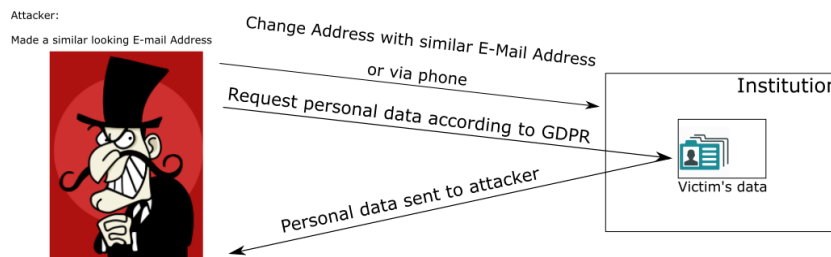 Attacker:
Made a similar looking E-mail Address
Change Address with similar E-Mail Address
or via phone
Request personal data according to GDPR
Personal data sent to attacker
Institution
Victim's data